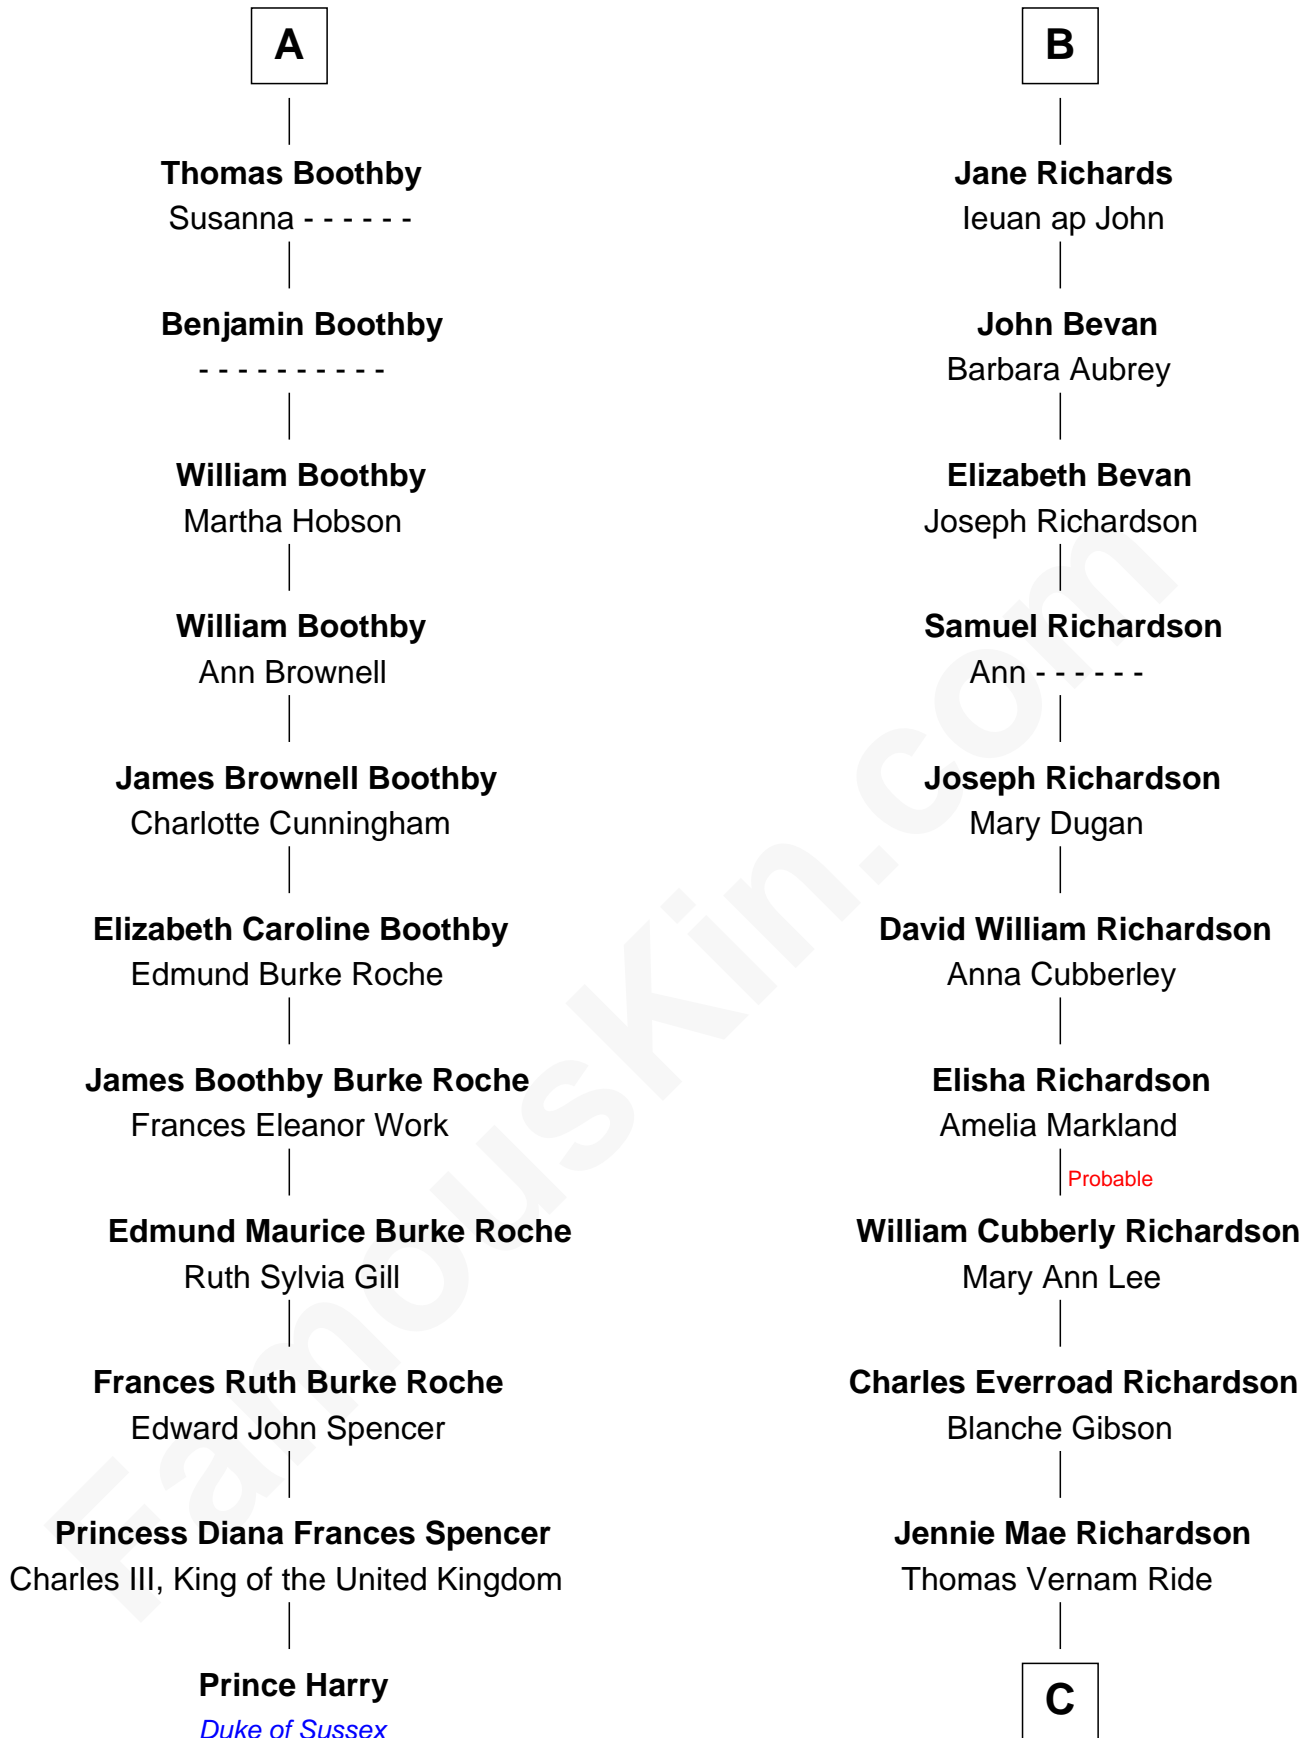 A
Thomas Boothby
Susanna - - - - - -
Benjamin Boothby
- - - - - - - - - -
William Boothby
Martha Hobson
William Boothby
Ann Brownell
James Brownell Boothby
Charlotte Cunningham
Elizabeth Caroline Boothby
Edmund Burke Roche
James Boothby Burke Roche
Frances Eleanor Work
Edmund Maurice Burke Roche
Ruth Sylvia Gill
Frances Ruth Burke Roche
Edward John Spencer
Princess Diana Frances Spencer
Charles III, King of the United Kingdom
Prince Harry
Duke of Sussex
B
Jane Richards
Ieuan ap John
John Bevan
Barbara Aubrey
Elizabeth Bevan
Joseph Richardson
Samuel Richardson
Ann - - - - - -
Joseph Richardson
Mary Dugan
David William Richardson
Anna Cubberley
Elisha Richardson
Amelia Markland
Probable
William Cubberly Richardson
Mary Ann Lee
Charles Everroad Richardson
Blanche Gibson
Jennie Mae Richardson
Thomas Vernam Ride
C
FamousKin.com